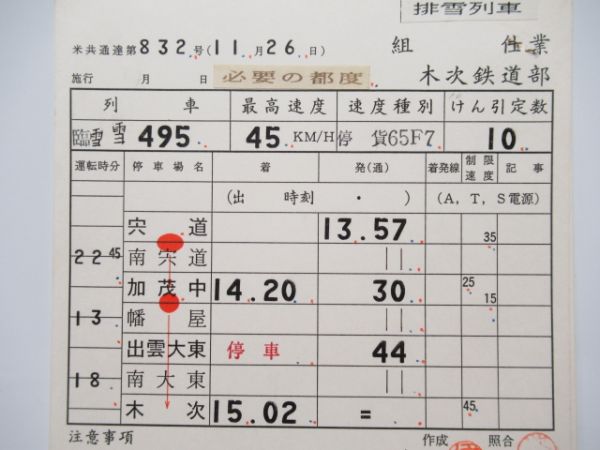 排雪列車
米共通達第832号(11月26日) 組 仕業
施行 月 日 必要の都度 木次鉄道部
列 車 最高速度 速度種別 けん引定数
臨雪 495 45 KM/H 停 貨65F7 10
運転時分 停車場名 着 発(通) 着発線 制限速度 記事
(出 時刻 ・ ) (A,T,S電源)
宍 道 13.57 35
22 45 南宍道 ||
加茂中 14.20 30 25 15
13 幡 屋 ||
出雲大東 停車 44
18 南大東 ||
木 次 15.02 = 45
注意事項 作成 照合